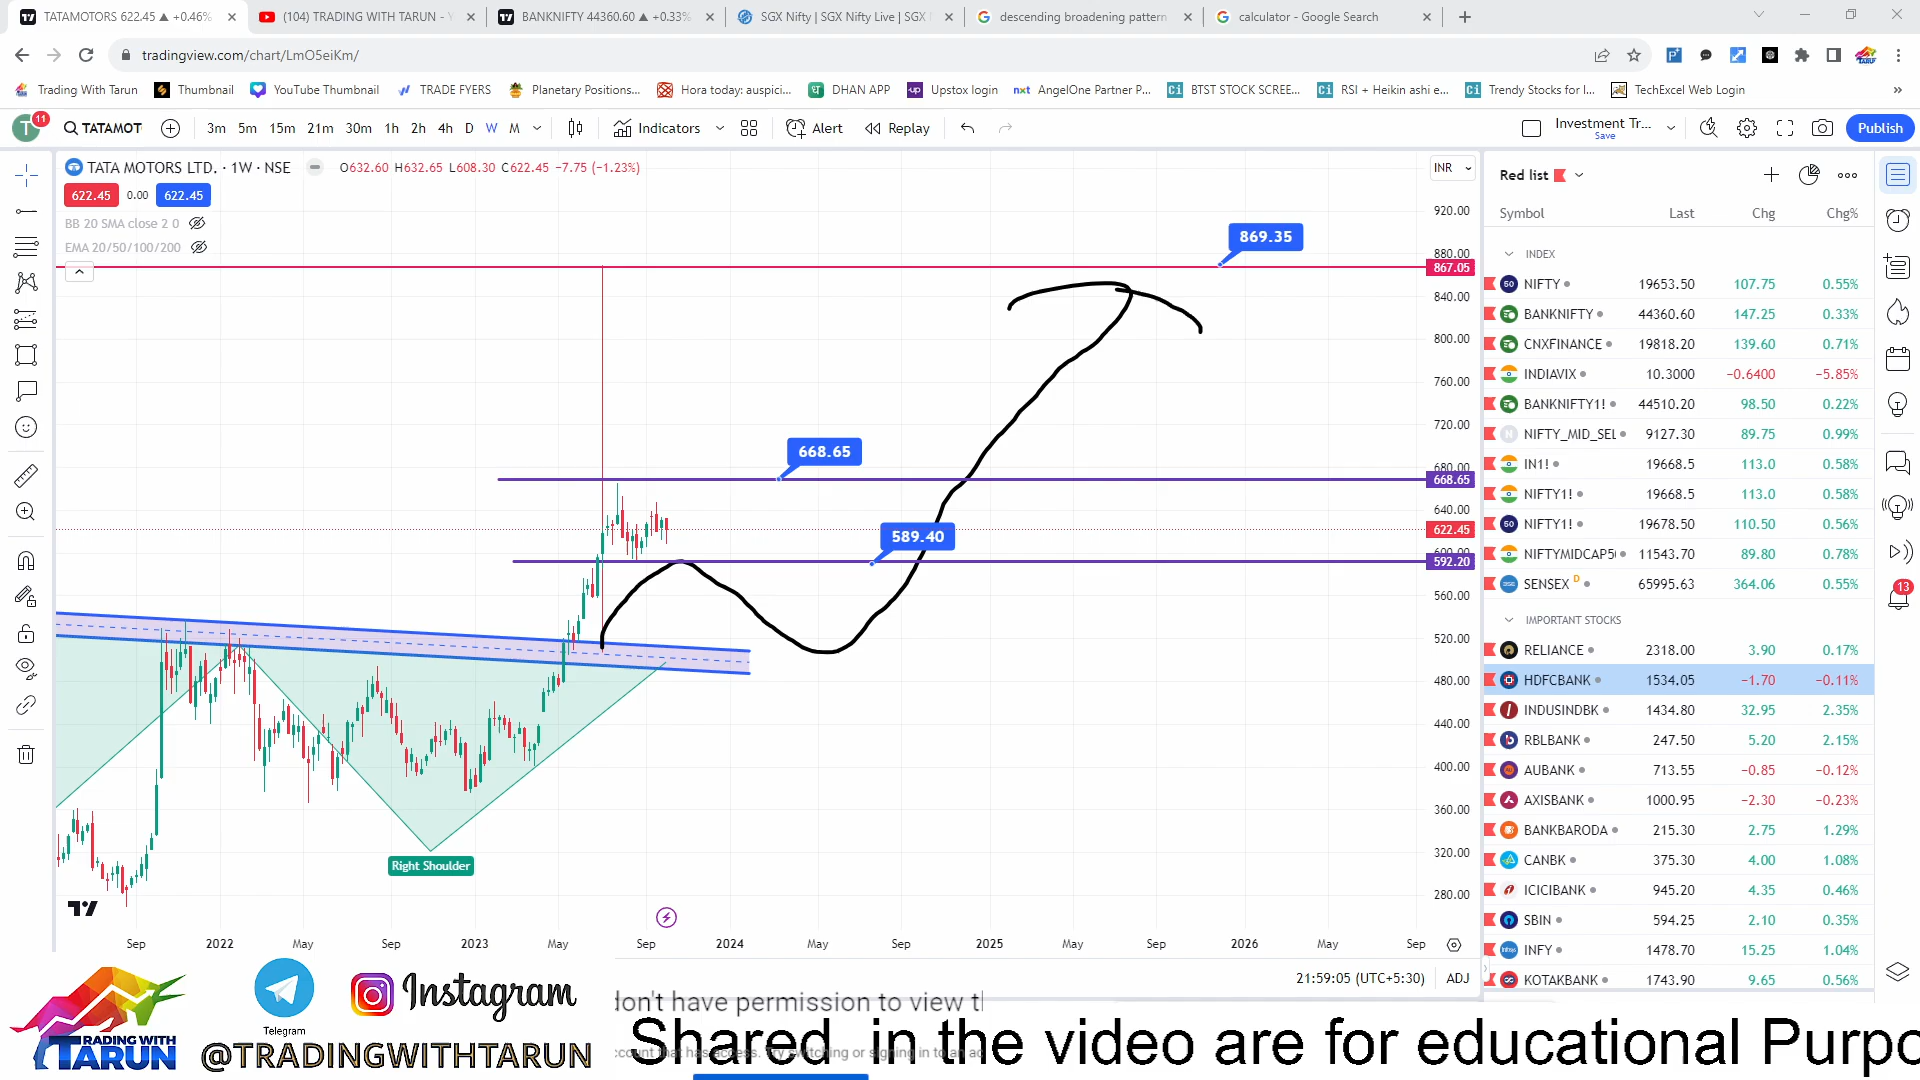 TATAMOTORS 622.45 ▲ +0.46%
(104) TRADING WITH TARUN - Y
BANKNIFTY 44360.60 ▲ +0.33%
SGX Nifty | SGX Nifty Live | SGX N
descending broadening pattern
calculator - Google Search
tradingview.com/chart/LmO5eiKm/
Trading With Tarun
Thumbnail
YouTube Thumbnail
TRADE FYERS
Planetary Positions...
Hora today: auspici...
DHAN APP
Upstox login
AngelOne Partner P...
BTST STOCK SCREE...
RSI + Heikin ashi e...
Trendy Stocks for I...
TechExcel Web Login
T 11 TATAMOT 3m 5m 15m 21m 30m 1h 2h 4h D W M Indicators Alert Replay Investment Tr... Publish
Save
TATA MOTORS LTD. · 1W · NSE O632.60 H632.65 L608.30 C622.45 −7.75 (−1.23%)
622.45 0.00 622.45
BB 20 SMA close 2 0
EMA 20/50/100/200
INR
920.00
880.00
867.05
840.00
800.00
760.00
720.00
680.00
668.65
640.00
622.45
600.00
592.20
560.00
520.00
480.00
440.00
400.00
360.00
320.00
280.00
869.35
668.65
589.40
Right Shoulder
Sep 2022 May Sep 2023 May Sep 2024 May Sep 2025 May Sep 2026 May Sep
21:59:05 (UTC+5:30) ADJ
Red list
Symbol Last Chg Chg%
INDEX
NIFTY 19653.50 107.75 0.55%
BANKNIFTY 44360.60 147.25 0.33%
CNXFINANCE 19818.20 139.60 0.71%
INDIAVIX 10.3000 −0.6400 −5.85%
BANKNIFTY1! 44510.20 98.50 0.22%
NIFTY_MID_SEL 9127.30 89.75 0.99%
IN1! 19668.5 113.0 0.58%
NIFTY1! 19668.5 113.0 0.58%
NIFTY1! 19678.50 110.50 0.56%
NIFTYMIDCAP5 11543.70 89.80 0.78%
SENSEX D 65995.63 364.06 0.55%
IMPORTANT STOCKS
RELIANCE 2318.00 3.90 0.17%
HDFCBANK 1534.05 −1.70 −0.11%
INDUSINDBK 1434.80 32.95 2.35%
RBLBANK 247.50 5.20 2.15%
AUBANK 713.55 −0.85 −0.12%
AXISBANK 1000.95 −2.30 −0.23%
BANKBARODA 215.30 2.75 1.29%
CANBK 375.30 4.00 1.08%
ICICIBANK 945.20 4.35 0.46%
SBIN 594.25 2.10 0.35%
INFY 1478.70 15.25 1.04%
KOTAKBANK 1743.90 9.65 0.56%
13
TRADING WITH
TARUN
Telegram
Instagram
@TRADINGWITHTARUN
don't have permission to view t
Shared in the video are for educational Purpo